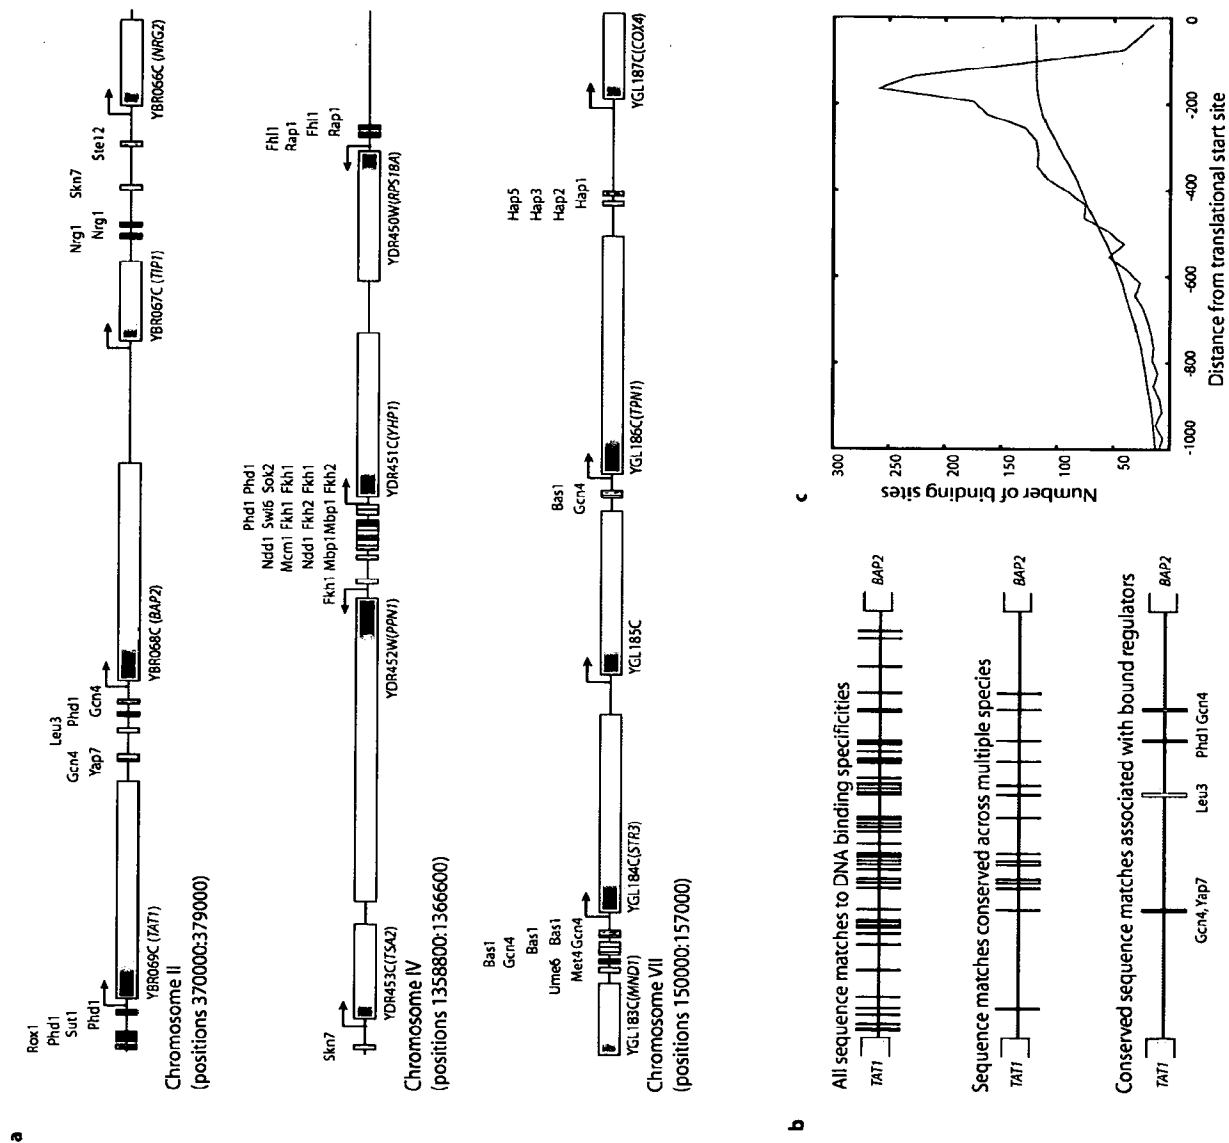 a
Rox1
Phd1
Sut1
Phd1
Gcn4
Yap7
Leu3
Phd1
Gcn4
Nrg1
Nrg1
Skn7
Ste12
YBR069C (TAT1)
YBR068C (BAP2)
YBR067C (TIP1)
YBR066C (NRG2)
Chromosome II
(positions 370000:379000)
Skn7
Phd1 Phd1
Ndd1 Swi6 Sok2
Mcm1 Fkh1 Fkh1
Ndd1 Fkh2 Fkh1
Fkh1 Mbp1 Mbp1 Fkh2
Fhl1
Rap1
Fhl1
Rap1
YDR453C(TSA2)
YDR452W(PPN1)
YDR451C(YHP1)
YDR450W(RPS18A)
Chromosome IV
(positions 1358800:1366600)
Bas1
Gcn4
Bas1
Ume6 Bas1
Met4 Gcn4
Bas1
Gcn4
Hap5
Hap3
Hap2
Hap1
YGL183C(MND1)
YGL184C(STR3)
YGL185C
YGL186C(TPN1)
YGL187C(COX4)
Chromosome VII
(positions 150000:157000)
b
All sequence matches to DNA binding specificities
TAT1
BAP2
Sequence matches conserved across multiple species
TAT1
BAP2
Conserved sequence matches associated with bound regulators
TAT1
BAP2
Gcn4, Yap7
Leu3
Phd1 Gcn4
c
Number of binding sites
300
250
200
150
100
50
-1000
-800
-600
-400
-200
0
Distance from translational start site